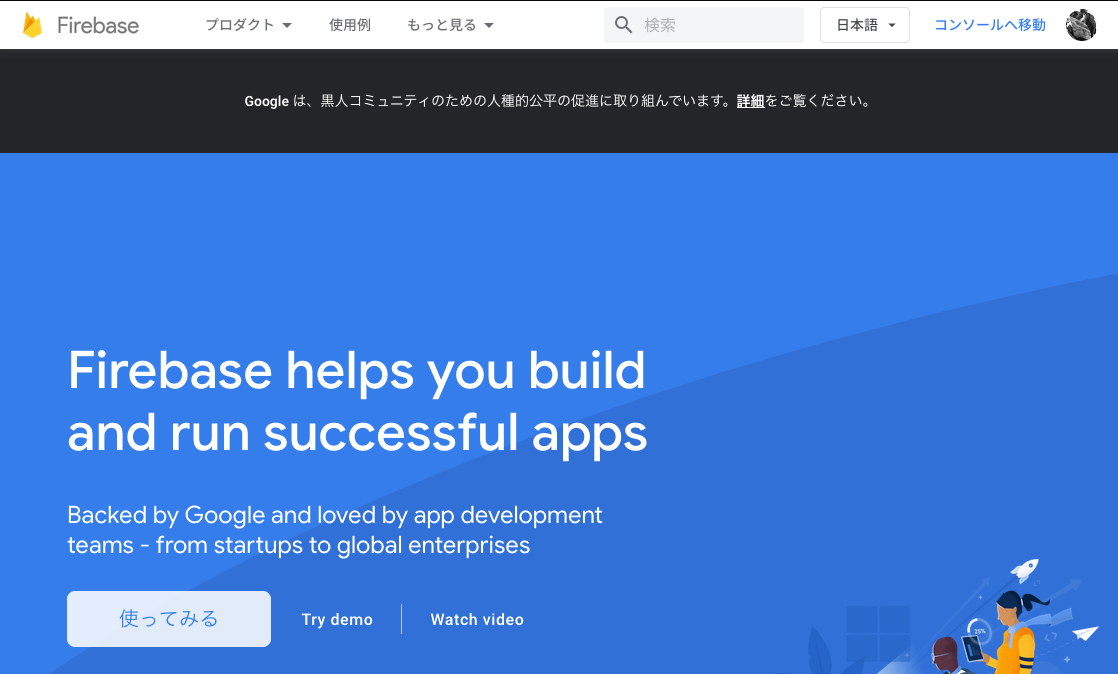 Firebase プロダクト 使用例 もっと見る 検索 日本語 コンソールへ移動
Google は、黒人コミュニティのための人種的公平の促進に取り組んでいます。詳細をご覧ください。
Firebase helps you build
and run successful apps
Backed by Google and loved by app development
teams - from startups to global enterprises
使ってみる Try demo Watch video
25%